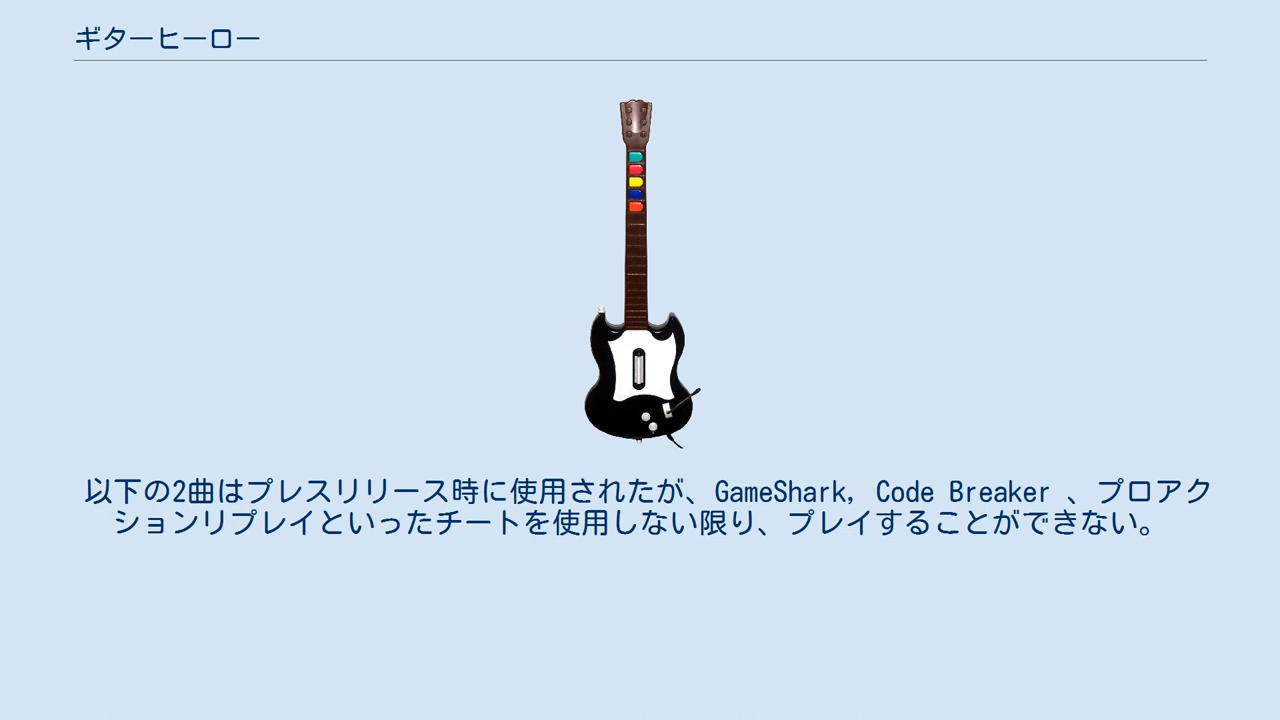 ギターヒーロー
以下の2曲はプレスリリース時に使用されたが、GameShark, Code Breaker 、プロアク
ションリプレイといったチートを使用しない限り、プレイすることができない。